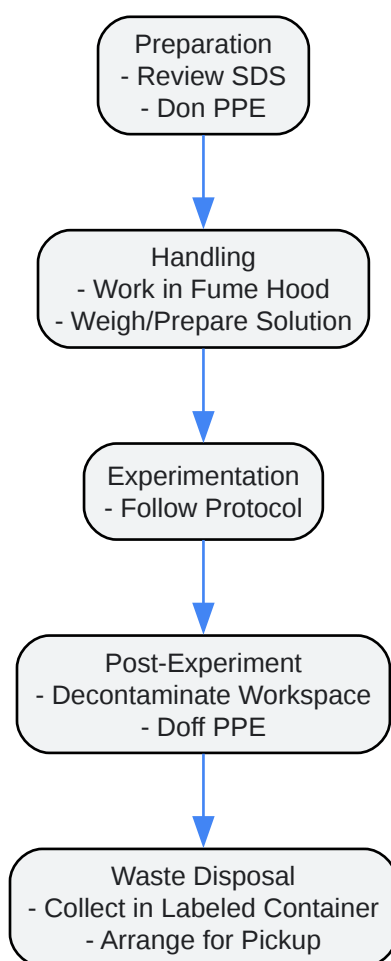 Preparation
- Review SDS
- Don PPE
Handling
- Work in Fume Hood
- Weigh/Prepare Solution
Experimentation
- Follow Protocol
Post-Experiment
- Decontaminate Workspace
- Doff PPE
Waste Disposal
- Collect in Labeled Container
- Arrange for Pickup